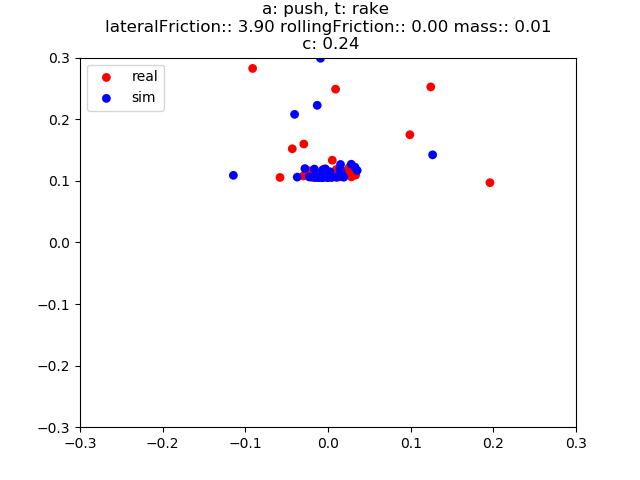 a: push, t: rake
lateralFriction:: 3.90 rollingFriction:: 0.00 mass:: 0.01
c: 0.24
real
sim
0.3
0.2
0.1
0.0
−0.1
−0.2
−0.3
−0.3
−0.2
−0.1
0.0
0.1
0.2
0.3